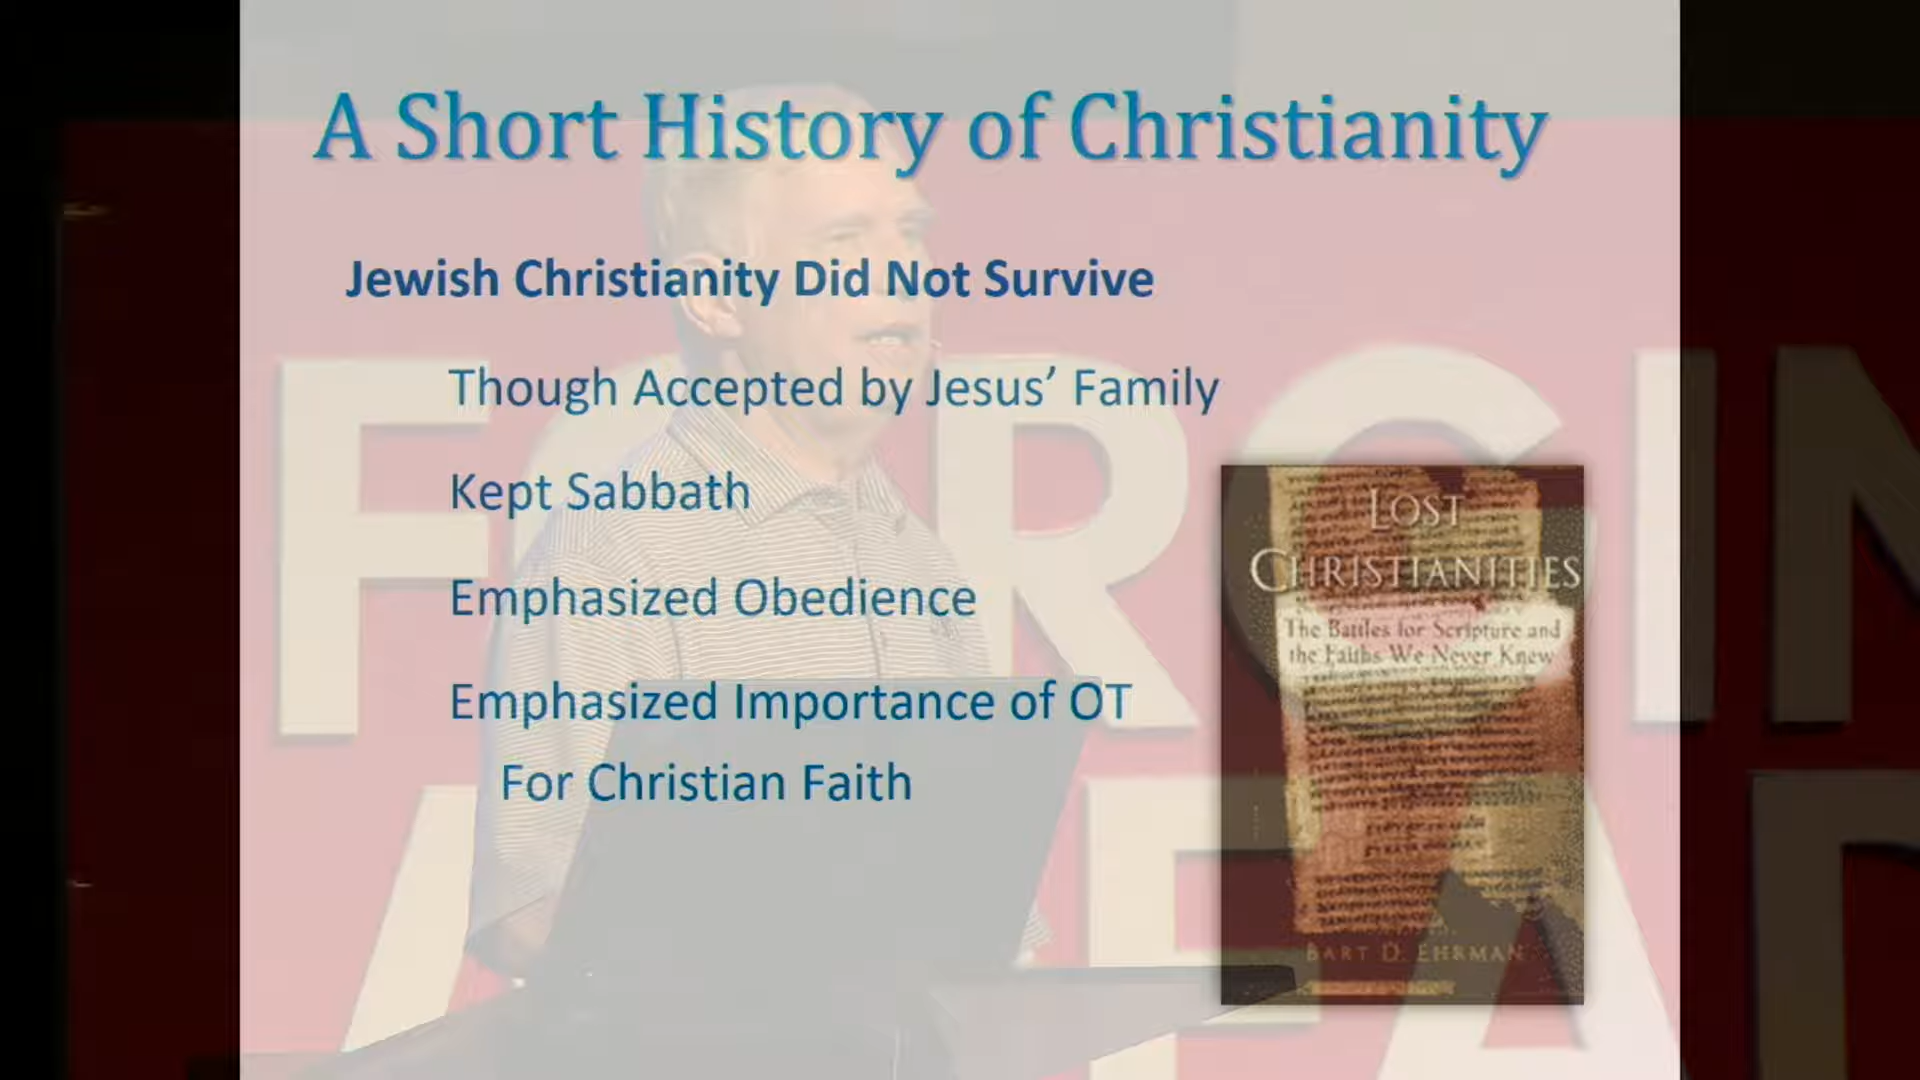 A Short History of Christianity
Jewish Christianity Did Not Survive
Though Accepted by Jesus’ Family
Kept Sabbath
Emphasized Obedience
Emphasized Importance of OT
For Christian Faith
LOST
CHRISTIANITIES
The Battles for Scripture and
the Faiths We Never Knew
BART D. EHRMAN